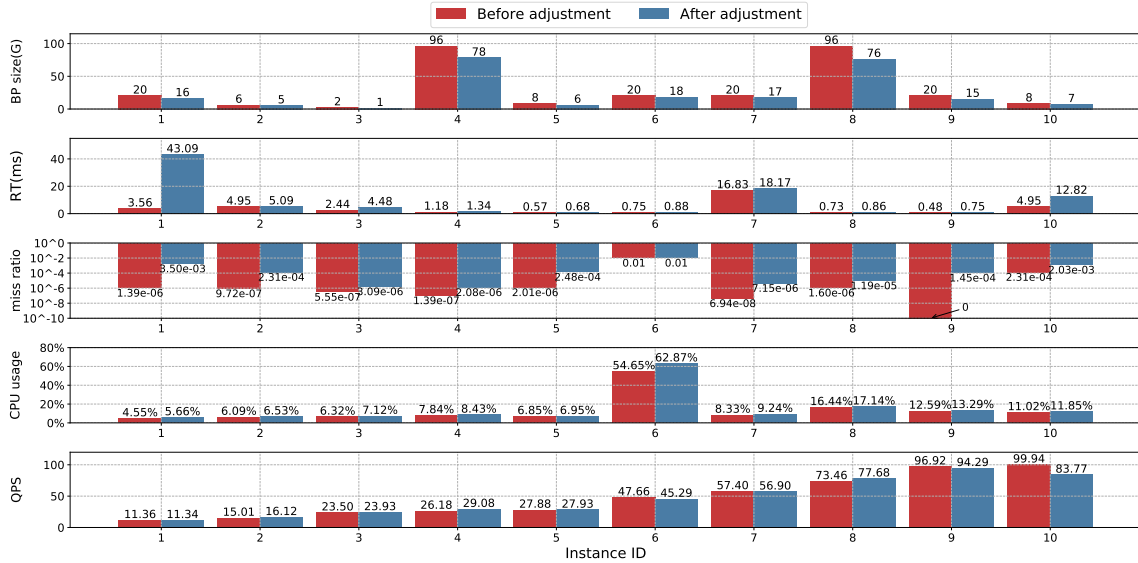 Before adjustment After adjustment
BP size(G)
100
50
0
20 16 6 5 2 1 96 78 8 6 20 18 20 17 96 76 20 15 8 7
1 2 3 4 5 6 7 8 9 10
RT(ms)
40
20
0
3.56 43.09 4.95 5.09 2.44 4.48 1.18 1.34 0.57 0.68 0.75 0.88 16.83 18.17 0.73 0.86 0.48 0.75 4.95 12.82
1 2 3 4 5 6 7 8 9 10
miss ratio
10^0
10^-2
10^-4
10^-6
10^-8
10^-10
1.39e-06 3.50e-03 9.72e-07 2.31e-04 5.55e-07 3.09e-06 1.39e-07 2.08e-06 2.01e-06 2.48e-04 0.01 0.01 6.94e-08 7.15e-06 1.60e-06 1.19e-05 0 1.45e-04 2.31e-04 2.03e-03
1 2 3 4 5 6 7 8 9 10
CPU usage
80%
60%
40%
20%
0%
4.55% 5.66% 6.09% 6.53% 6.32% 7.12% 7.84% 8.43% 6.85% 6.95% 54.65% 62.87% 8.33% 9.24% 16.44% 17.14% 12.59% 13.29% 11.02% 11.85%
1 2 3 4 5 6 7 8 9 10
QPS
100
50
0
11.36 11.34 15.01 16.12 23.50 23.93 26.18 29.08 27.88 27.93 47.66 45.29 57.40 56.90 73.46 77.68 96.92 94.29 99.94 83.77
1 2 3 4 5 6 7 8 9 10
Instance ID